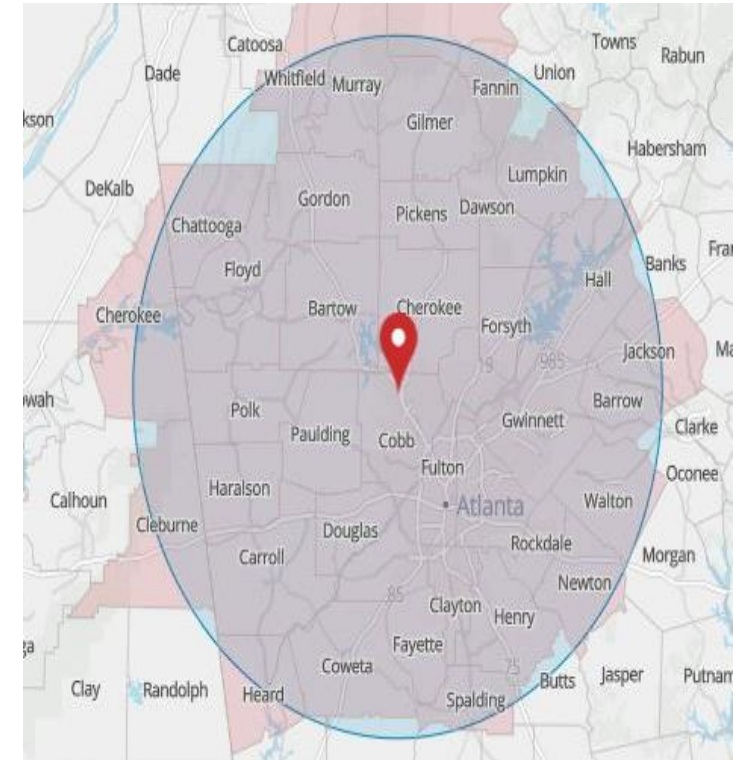 Catoosa
Towns
Rabun
Dade
Whitfield
Murray
Fannin
Union
kson
Gilmer
Habersham
DeKalb
Lumpkin
Gordon
Pickens
Dawson
Chattooga
Floyd
Banks
Fra
Hall
Cherokee
Bartow
Cherokee
Forsyth
Jackson
Ma
19
985
wah
Polk
Barrow
Paulding
Cobb
Gwinnett
Clarke
Fulton
Oconee
Haralson
Calhoun
Atlanta
Walton
Cleburne
Douglas
Rockdale
Carroll
Morgan
Newton
85
Clayton
Henry
ga
Fayette
Coweta
75
Clay
Randolph
Heard
Spalding
Butts
Jasper
Putnam